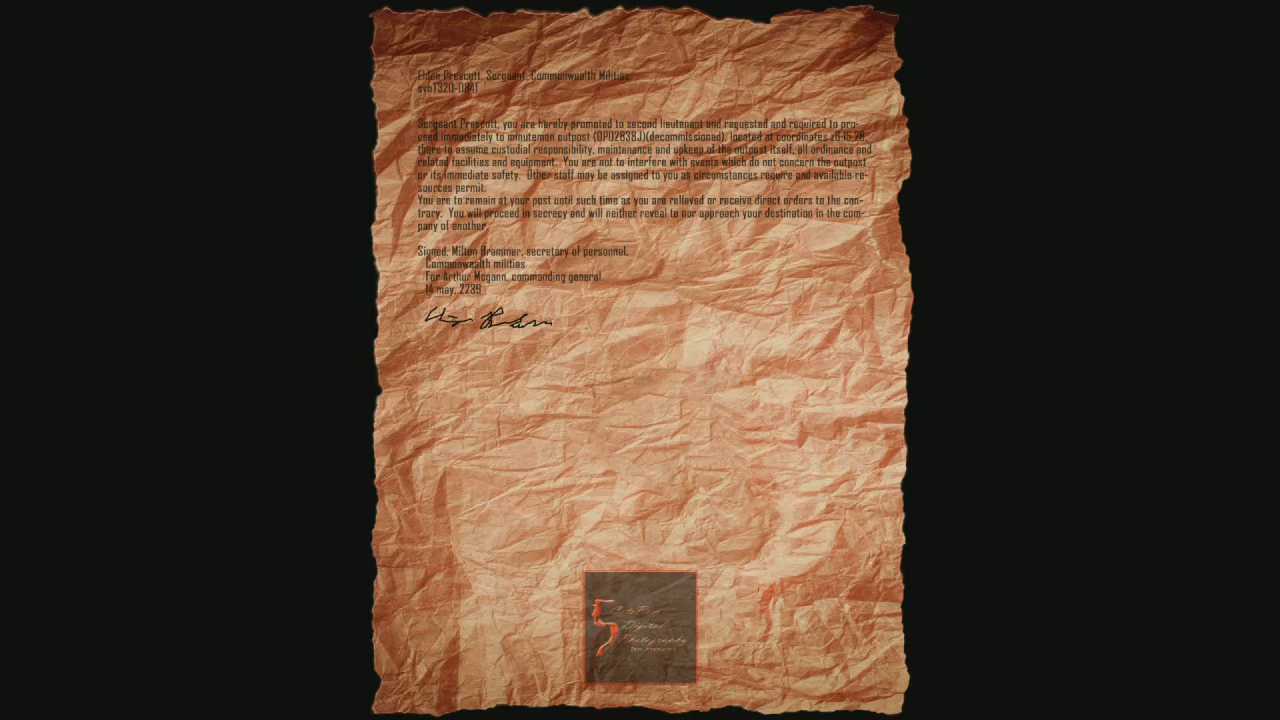 Elden Prescott, Sergeant, Commonwealth Militias
Sergeant Prescott, you are hereby promoted to second lieutenant and requested and required to pro-
ceed immediately to minuteman outpost (OPD2838J)(decommissioned), located at coordinates
there to assume custodial responsibility, maintenance and upkeep of the outpost itself, all ordinance and
related facilities and equipment. You are not to interfere with events which do not concern the outpost
or its immediate safety. Other staff may be assigned to you as circumstances require and available re-
sources permit.
You are to remain at your post until such time as you are relieved or receive direct orders to the con-
trary. You will proceed in secrecy and will neither reveal to nor approach your destination in the com-
pany of another.
Signed, Milton Brammer, secretary of personnel.
Commonwealth militias
For Arthur Mcgann, commanding general
14 may, 2239
Digital
Photography